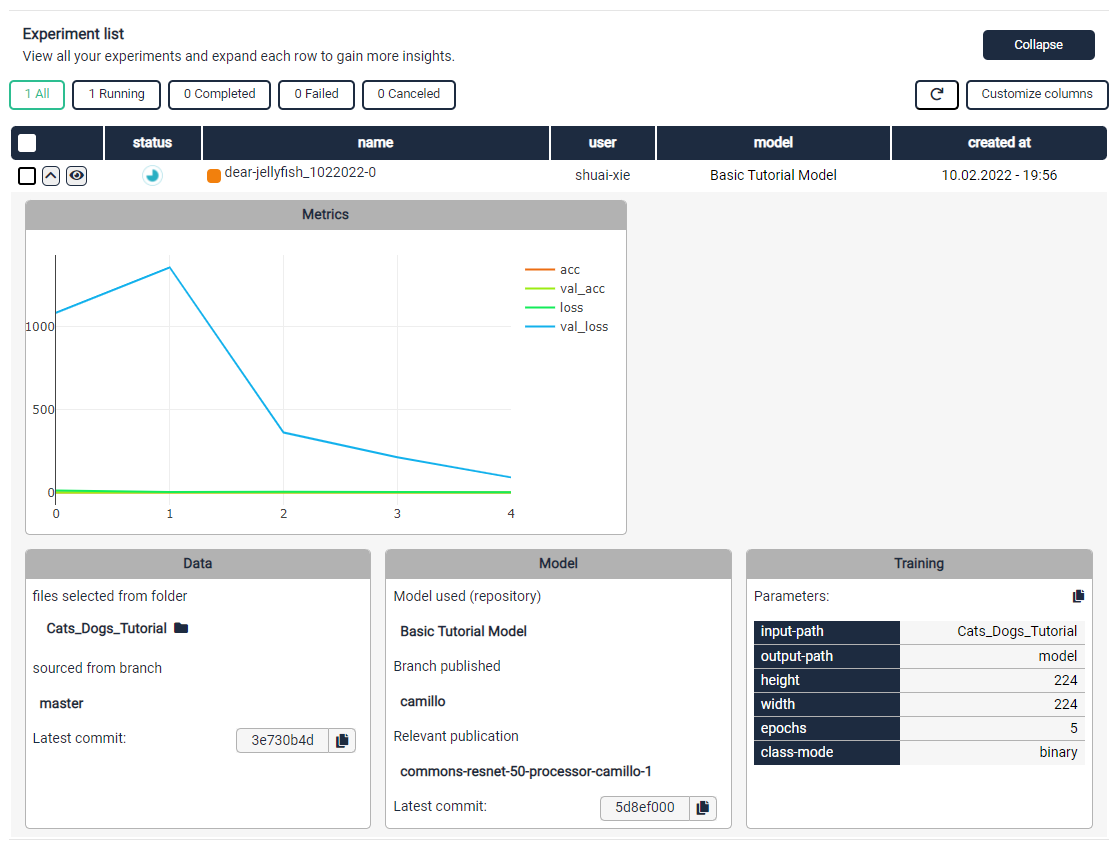 Experiment list
View all your experiments and expand each row to gain more insights.
Collapse
1 All
1 Running
0 Completed
0 Failed
0 Canceled
Customize columns
status
name
user
model
created at
dear-jellyfish_1022022-0
shuai-xie
Basic Tutorial Model
10.02.2022 - 19:56
Metrics
1000
500
0
0
1
2
3
4
acc
val_acc
loss
val_loss
Data
files selected from folder
Cats_Dogs_Tutorial
sourced from branch
master
Latest commit:
3e730b4d
Model
Model used (repository)
Basic Tutorial Model
Branch published
camillo
Relevant publication
commons-resnet-50-processor-camillo-1
Latest commit:
5d8ef000
Training
Parameters:
input-path Cats_Dogs_Tutorial
output-path model
height 224
width 224
epochs 5
class-mode binary